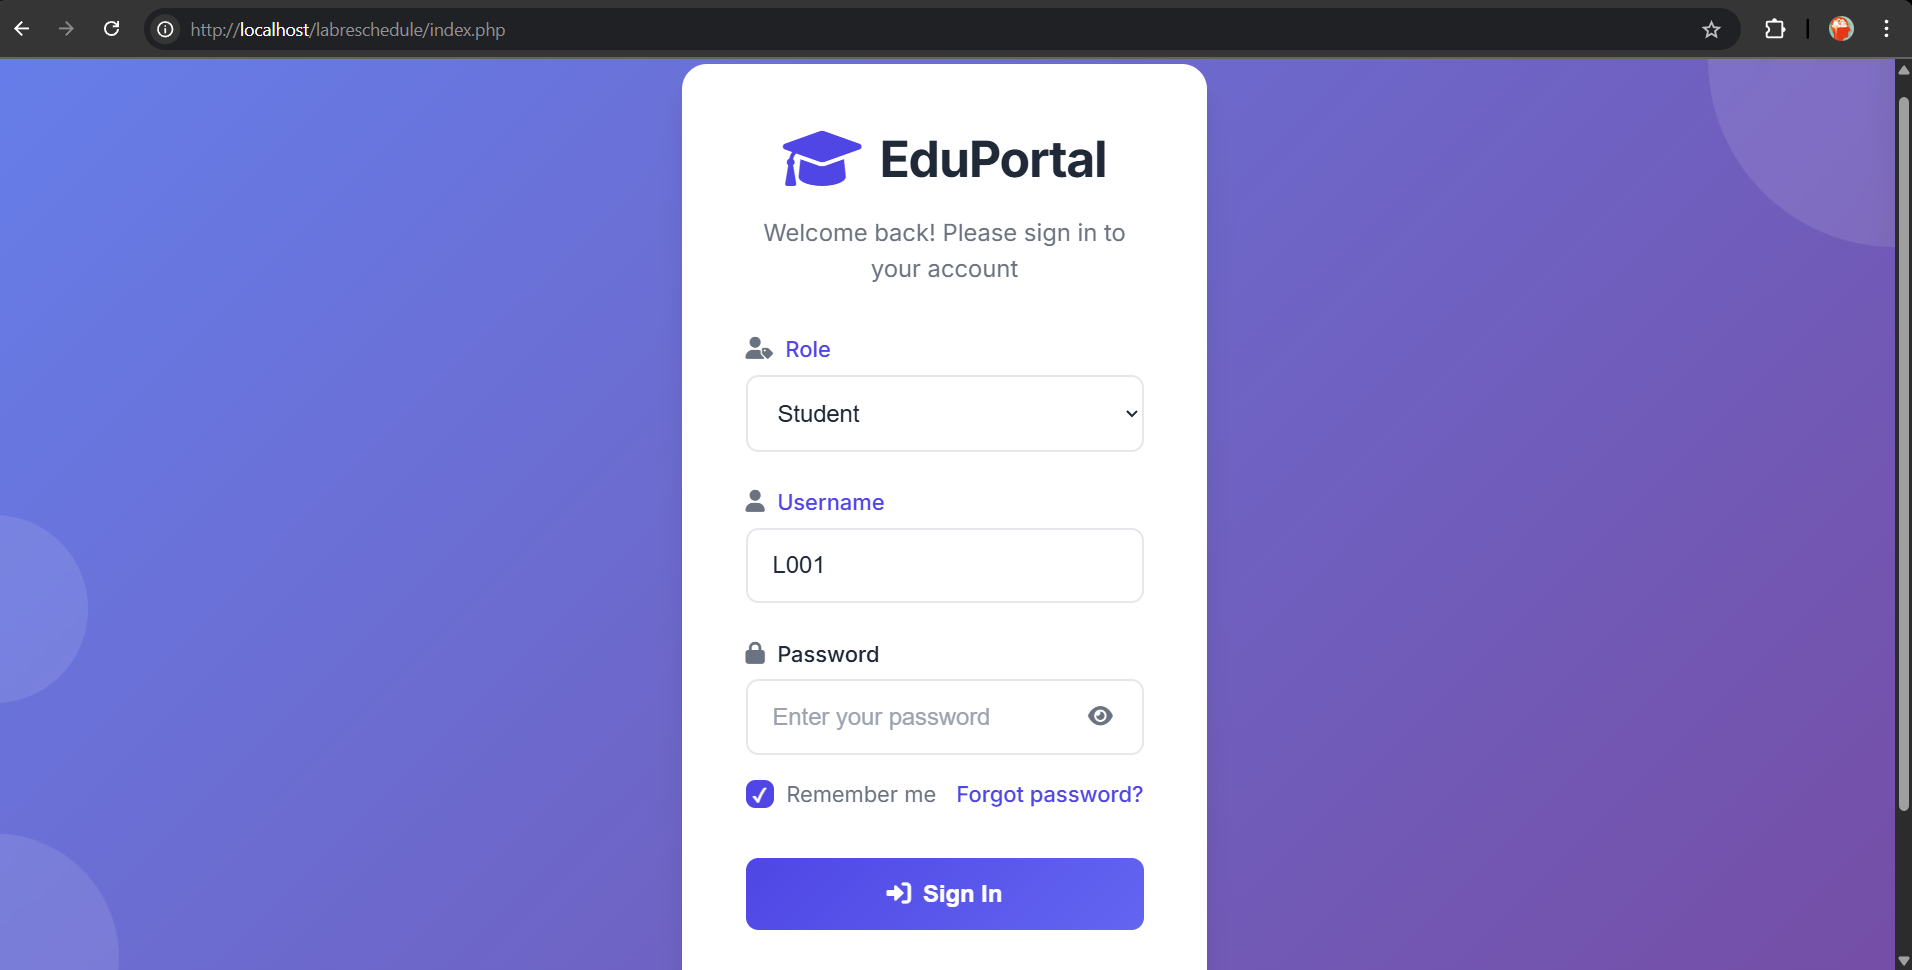 http://localhost/labreschedule/index.php
EduPortal
Welcome back! Please sign in to
your account
Role
Student
Username
L001
Password
Enter your password
Remember me Forgot password?
Sign In